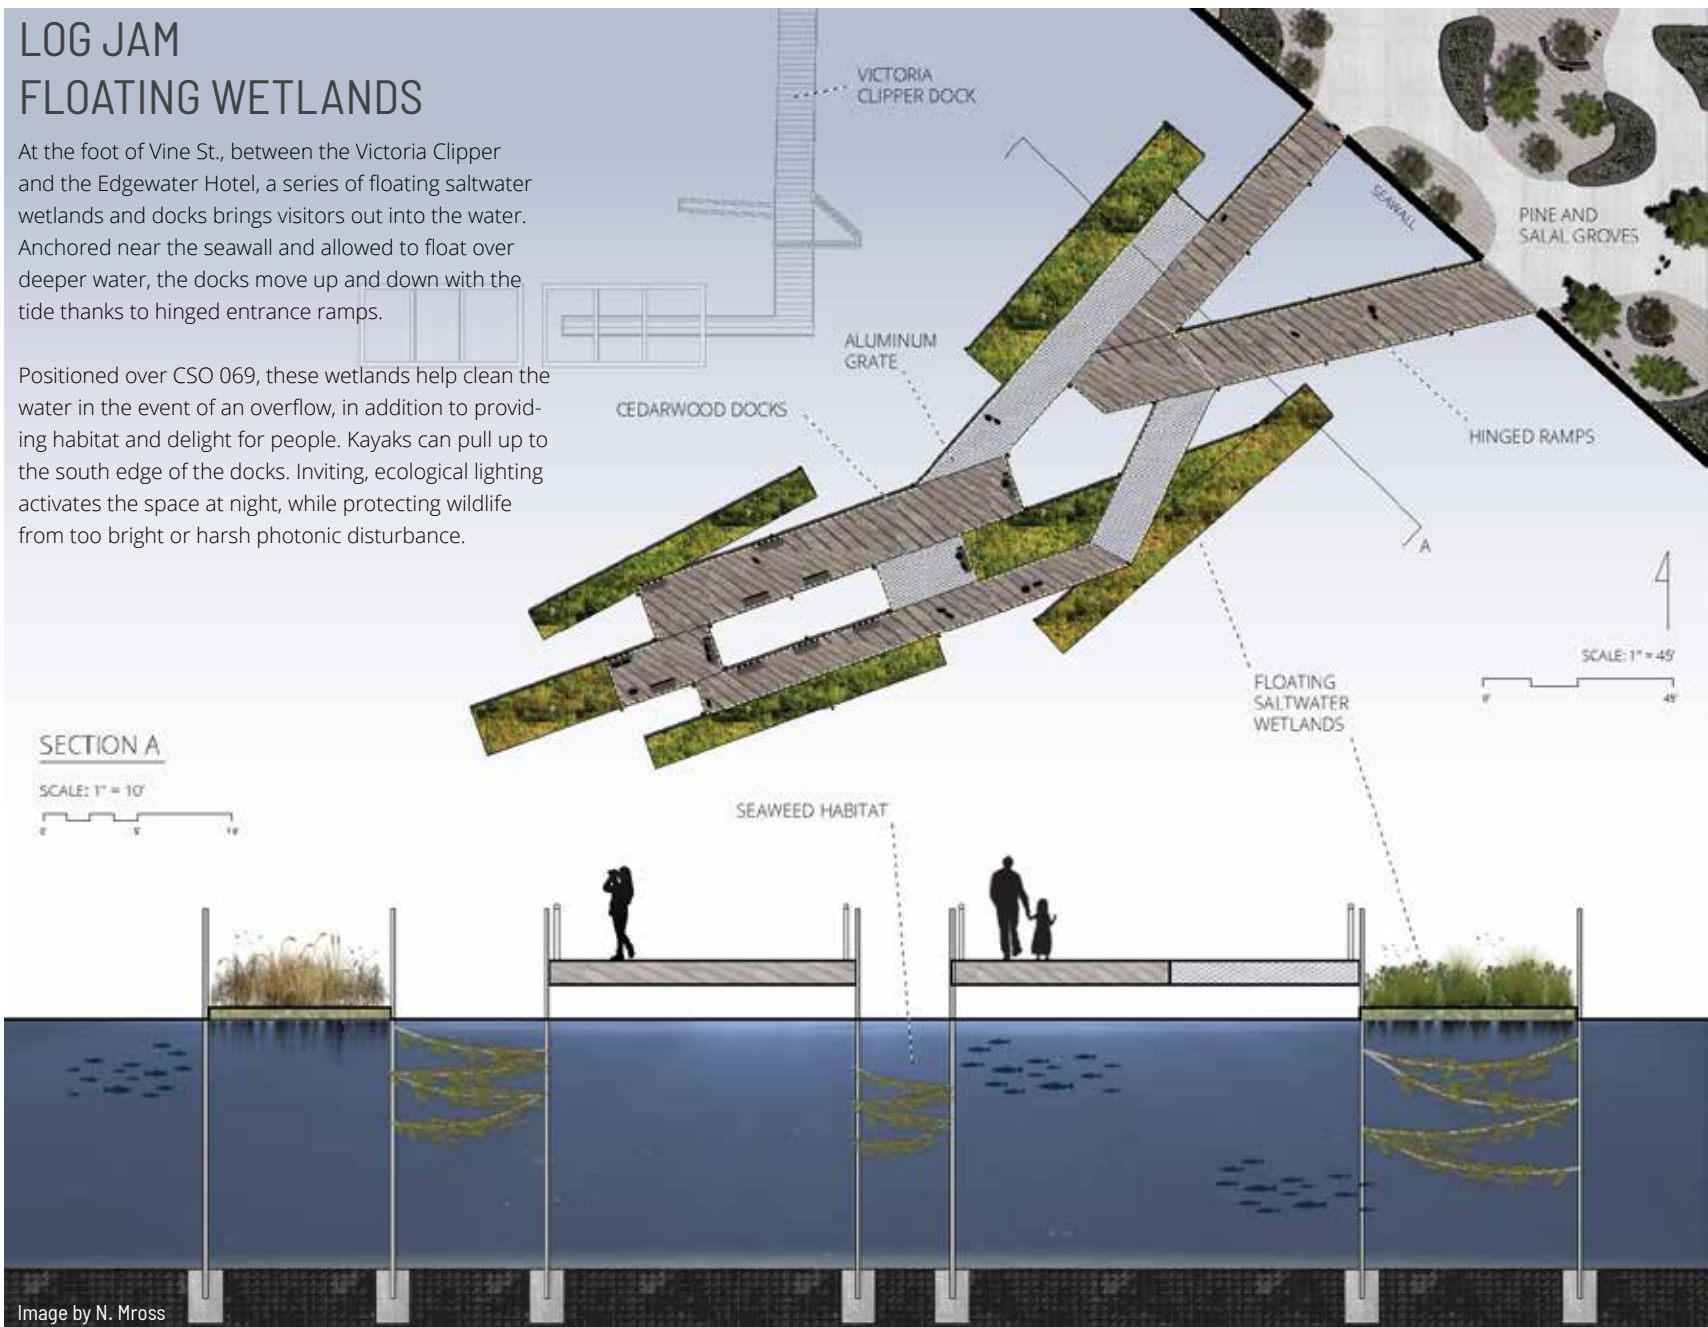 LOG JAM
FLOATING WETLANDS
At the foot of Vine St., between the Victoria Clipper
and the Edgewater Hotel, a series of floating saltwater
wetlands and docks brings visitors out into the water.
Anchored near the seawall and allowed to float over
deeper water, the docks move up and down with the
tide thanks to hinged entrance ramps.
Positioned over CSO 069, these wetlands help clean the
water in the event of an overflow, in addition to provid-
ing habitat and delight for people. Kayaks can pull up to
the south edge of the docks. Inviting, ecological lighting
activates the space at night, while protecting wildlife
from too bright or harsh photonic disturbance.
VICTORIA
CLIPPER DOCK
SEAWALL
PINE AND
SALAL GROVES
ALUMINUM
GRATE
CEDARWOOD DOCKS
HINGED RAMPS
A
SCALE: 1" = 45'
0'
45'
FLOATING
SALTWATER
WETLANDS
SECTION A
SCALE: 1" = 10'
0'
5'
SEAWEED HABITAT
Image by N. Mross